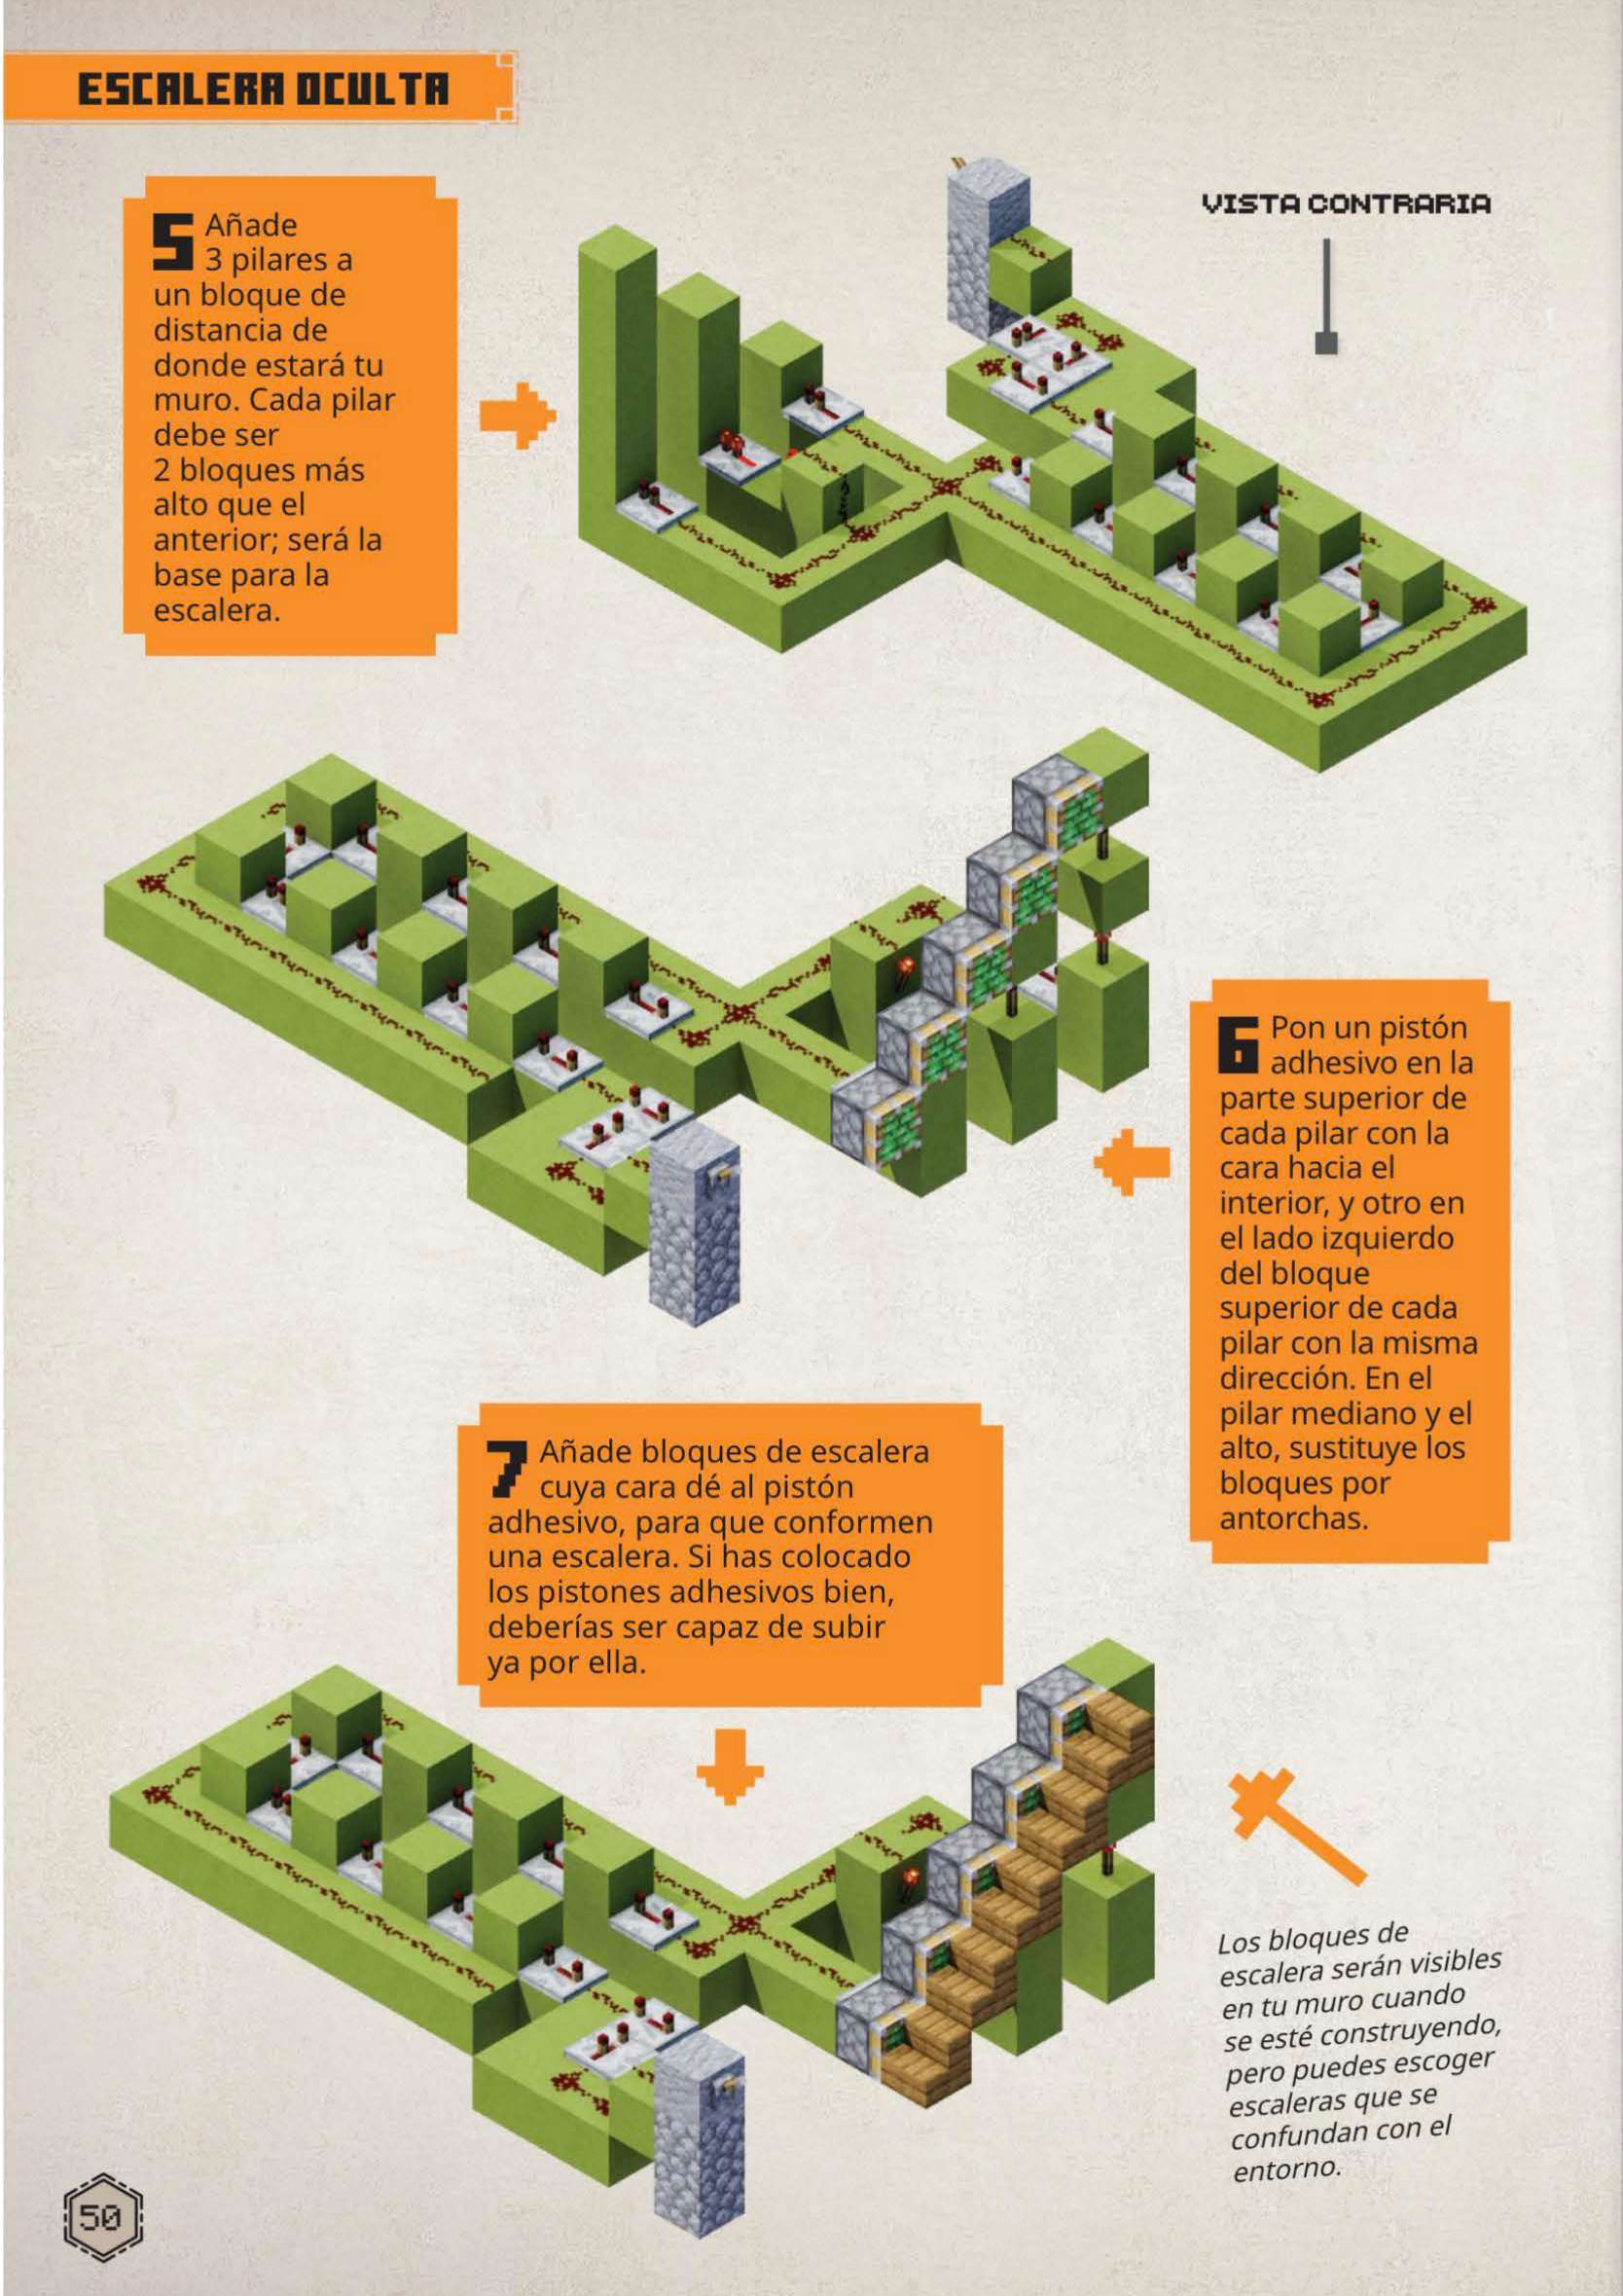 ESCALERA OCULTA
5 Añade
3 pilares a
un bloque de
distancia de
donde estará tu
muro. Cada pilar
debe ser
2 bloques más
alto que el
anterior; será la
base para la
escalera.
VISTA CONTRARIA
6 Pon un pistón
adhesivo en la
parte superior de
cada pilar con la
cara hacia el
interior, y otro en
el lado izquierdo
del bloque
superior de cada
pilar con la misma
dirección. En el
pilar mediano y el
alto, sustituye los
bloques por
antorchas.
7 Añade bloques de escalera
cuya cara dé al pistón
adhesivo, para que conformen
una escalera. Si has colocado
los pistones adhesivos bien,
deberías ser capaz de subir
ya por ella.
Los bloques de
escalera serán visibles
en tu muro cuando
se esté construyendo,
pero puedes escoger
escaleras que se
confundan con el
entorno.
50